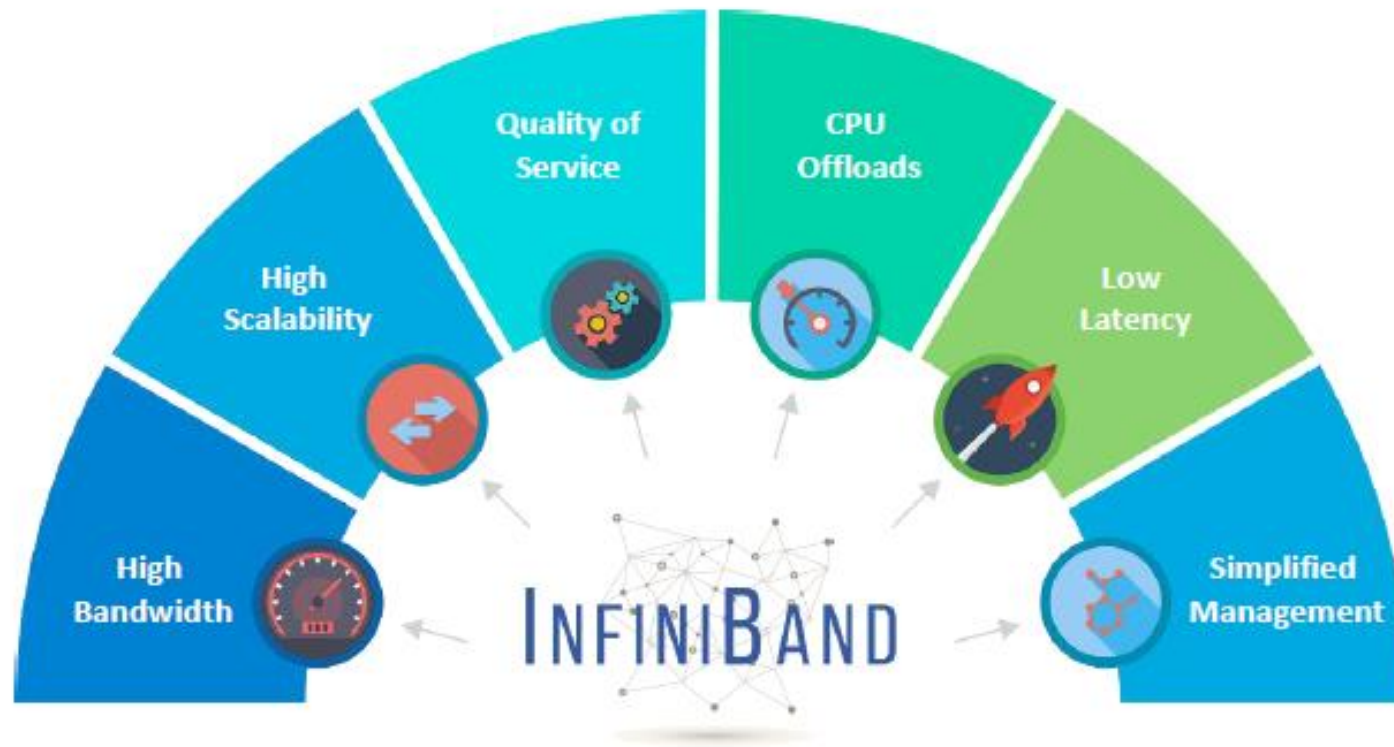 High
Bandwidth
High
Scalability
Quality of
Service
CPU
Offloads
Low
Latency
Simplified
Management
INFINIBAND